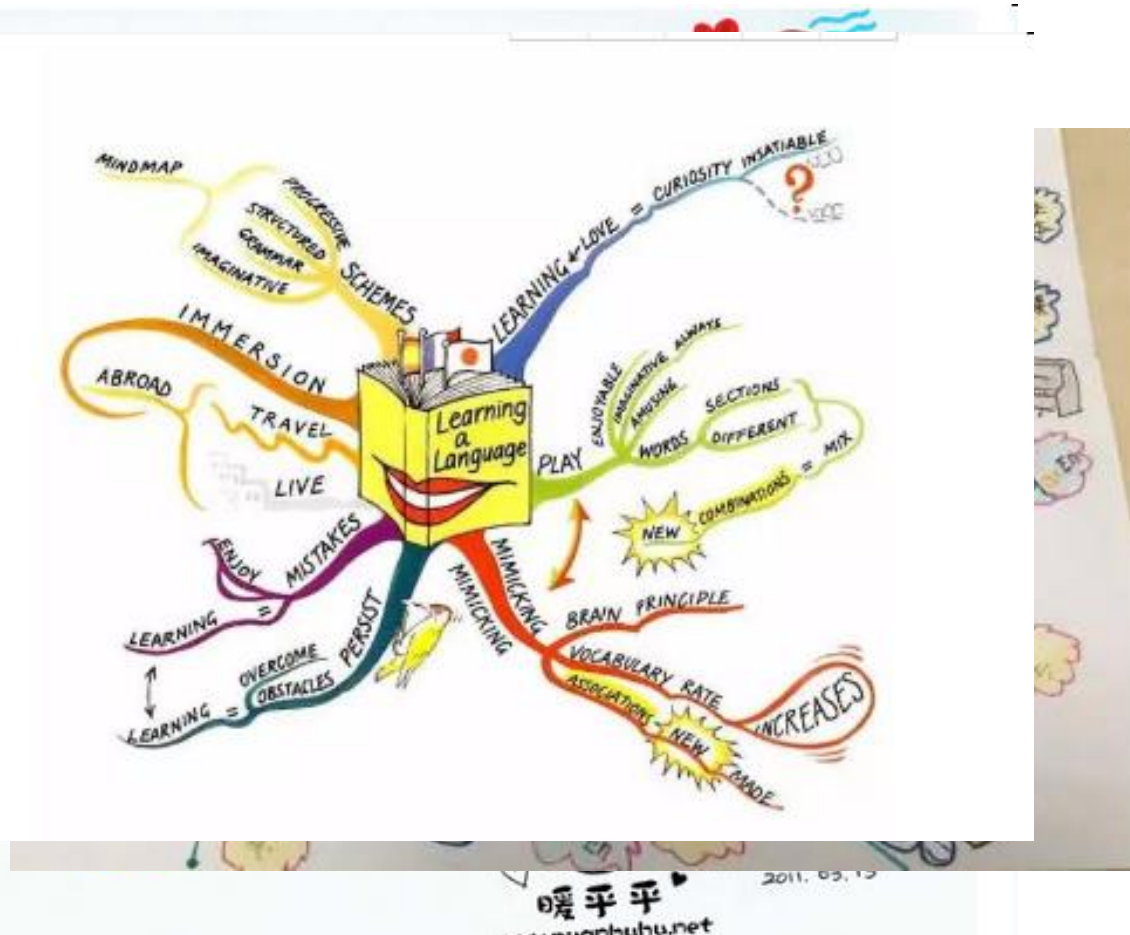 MINDMAP
PROGRESSIVE
STRUCTURED
GRAMMAR
IMAGINATIVE
SCHEMES
LEARNING & LOVE = CURIOSITY INSATIABLE
?
IMMERSION
ABROAD
TRAVEL
LIVE
Learning
a
Language
PLAY
ENJOYABLE
IMAGINATIVE ALWAYS
AMUSING
WORDS
SECTIONS
DIFFERENT
COMBINATIONS = MIX
NEW
MISTAKES
ENJOY
LEARNING =
PERSIST
OVERCOME
OBSTACLES
LEARNING =
MIMICKING
MIMICKING
BRAIN PRINCIPLE
VOCABULARY RATE
INCREASES
ASSOCIATIONS
NEW
MADE
暖乎乎